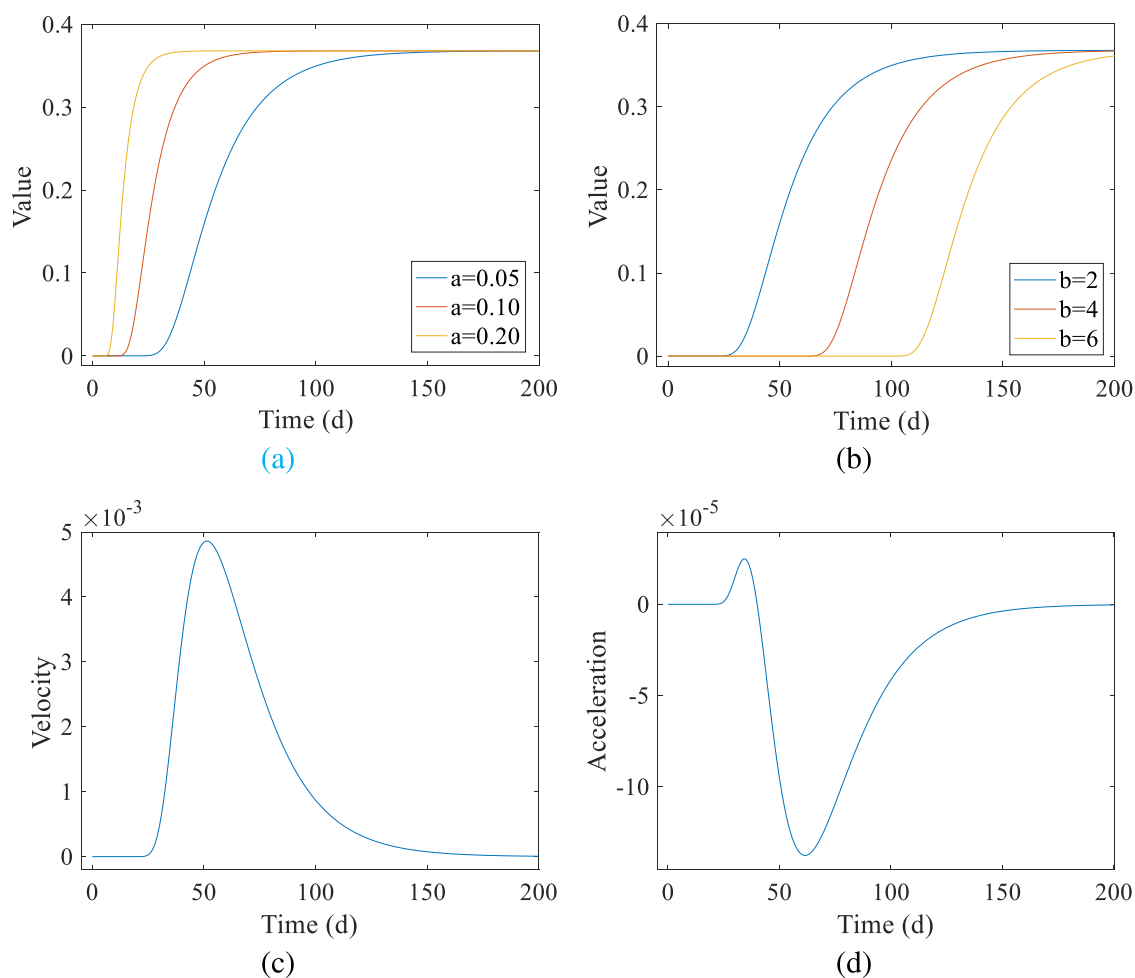 0.4
0.3
0.2
0.1
0
Value
a=0.05
a=0.10
a=0.20
0 50 100 150 200
Time (d)
(a)
0.4
0.3
0.2
0.1
0
Value
b=2
b=4
b=6
0 50 100 150 200
Time (d)
(b)
×10⁻³
5
4
3
2
1
0
Velocity
0 50 100 150 200
Time (d)
(c)
×10⁻⁵
0
-5
-10
Acceleration
0 50 100 150 200
Time (d)
(d)